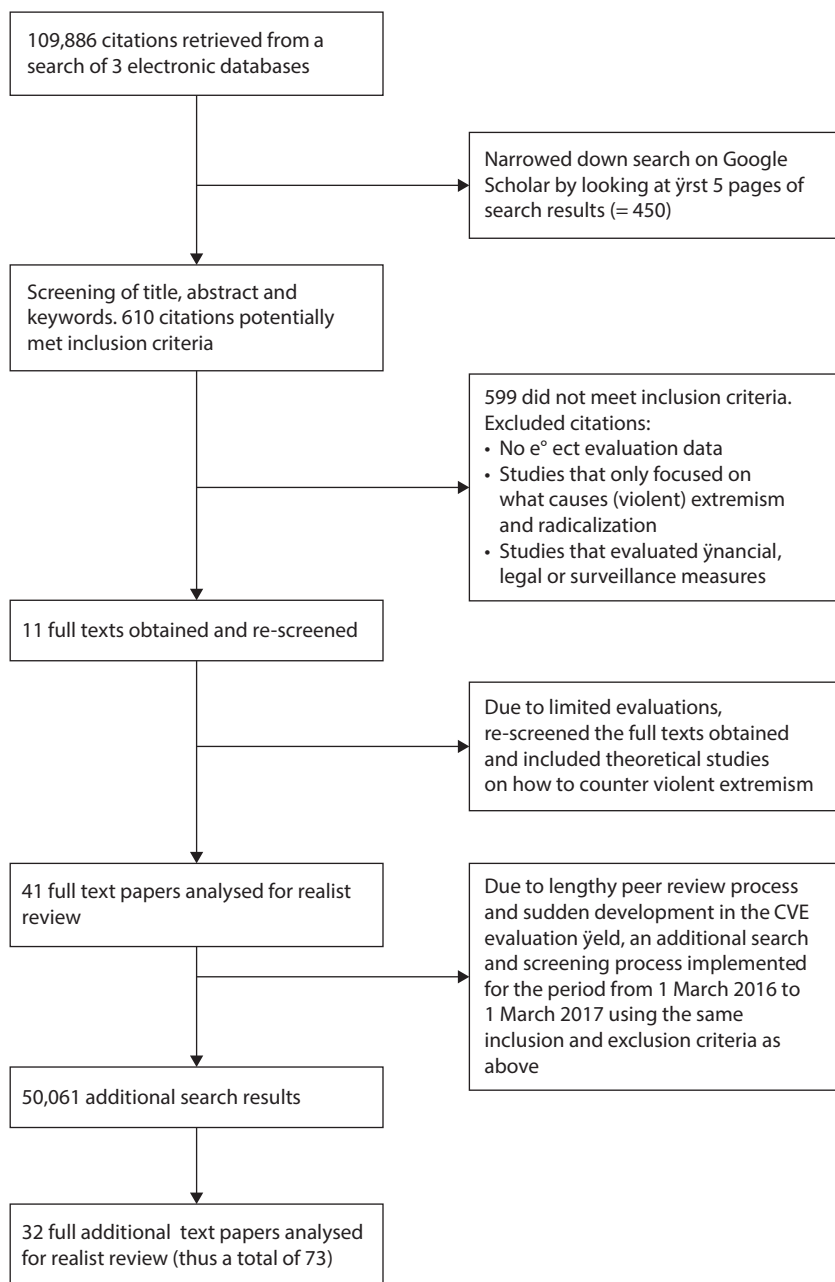 109,886 citations retrieved from a
search of 3 electronic databases
Narrowed down search on Google
Scholar by looking at ÿrst 5 pages of
search results (= 450)
Screening of title, abstract and
keywords. 610 citations potentially
met inclusion criteria
599 did not meet inclusion criteria.
Excluded citations:
• No e° ect evaluation data
• Studies that only focused on
what causes (violent) extremism
and radicalization
• Studies that evaluated ÿnancial,
legal or surveillance measures
11 full texts obtained and re-screened
Due to limited evaluations,
re-screened the full texts obtained
and included theoretical studies
on how to counter violent extremism
41 full text papers analysed for realist
review
Due to lengthy peer review process
and sudden development in the CVE
evaluation ÿeld, an additional search
and screening process implemented
for the period from 1 March 2016 to
1 March 2017 using the same
inclusion and exclusion criteria as
above
50,061 additional search results
32 full additional text papers analysed
for realist review (thus a total of 73)